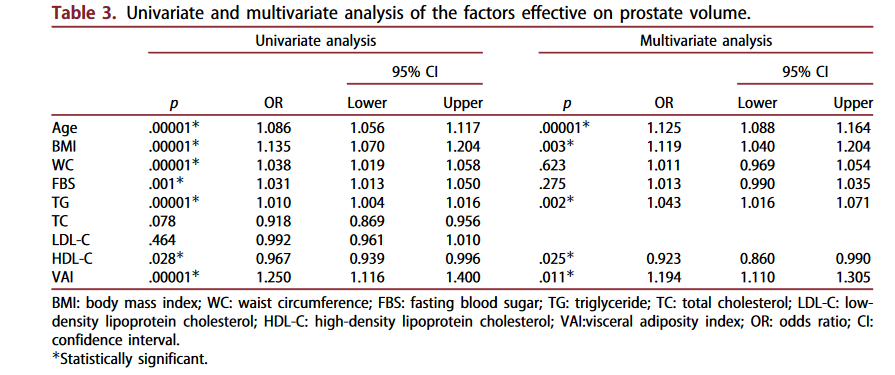 Table 3. Univariate and multivariate analysis of the factors effective on prostate volume.
Univariate analysis Multivariate analysis
95% CI 95% CI
p OR Lower Upper p OR Lower Upper
Age .00001* 1.086 1.056 1.117 .00001* 1.125 1.088 1.164
BMI .00001* 1.135 1.070 1.204 .003* 1.119 1.040 1.204
WC .00001* 1.038 1.019 1.058 .623 1.011 0.969 1.054
FBS .001* 1.031 1.013 1.050 .275 1.013 0.990 1.035
TG .00001* 1.010 1.004 1.016 .002* 1.043 1.016 1.071
TC .078 0.918 0.869 0.956
LDL-C .464 0.992 0.961 1.010
HDL-C .028* 0.967 0.939 0.996 .025* 0.923 0.860 0.990
VAI .00001* 1.250 1.116 1.400 .011* 1.194 1.110 1.305
BMI: body mass index; WC: waist circumference; FBS: fasting blood sugar; TG: triglyceride; TC: total cholesterol; LDL-C: low-
density lipoprotein cholesterol; HDL-C: high-density lipoprotein cholesterol; VAI:visceral adiposity index; OR: odds ratio; CI:
confidence interval.
*Statistically significant.